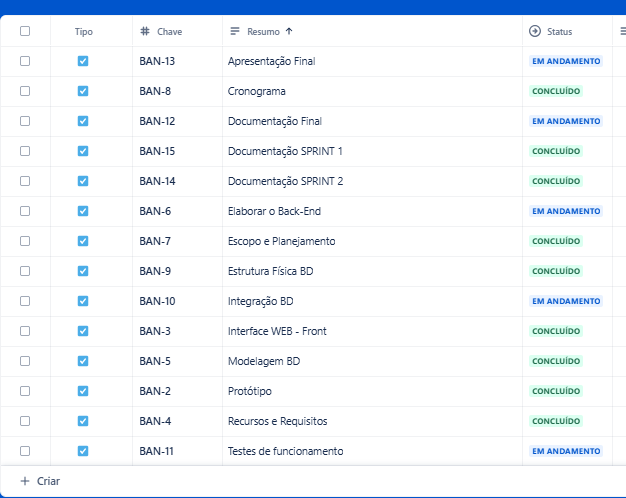 Tipo Chave Resumo Status
BAN-13 Apresentação Final EM ANDAMENTO
BAN-8 Cronograma CONCLUÍDO
BAN-12 Documentação Final EM ANDAMENTO
BAN-15 Documentação SPRINT 1 CONCLUÍDO
BAN-14 Documentação SPRINT 2 CONCLUÍDO
BAN-6 Elaborar o Back-End EM ANDAMENTO
BAN-7 Escopo e Planejamento CONCLUÍDO
BAN-9 Estrutura Física BD CONCLUÍDO
BAN-10 Integração BD EM ANDAMENTO
BAN-3 Interface WEB - Front CONCLUÍDO
BAN-5 Modelagem BD CONCLUÍDO
BAN-2 Protótipo CONCLUÍDO
BAN-4 Recursos e Requisitos CONCLUÍDO
BAN-11 Testes de funcionamento EM ANDAMENTO
+ Criar